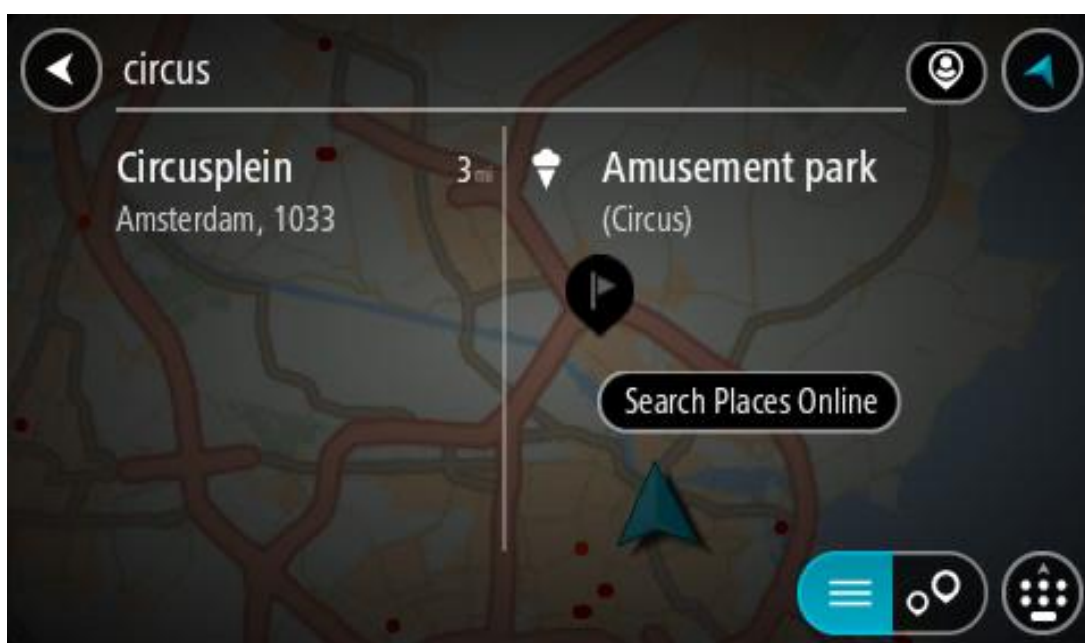 circus
Circusplein 3 mi
Amsterdam, 1033
Amusement park
(Circus)
Search Places Online